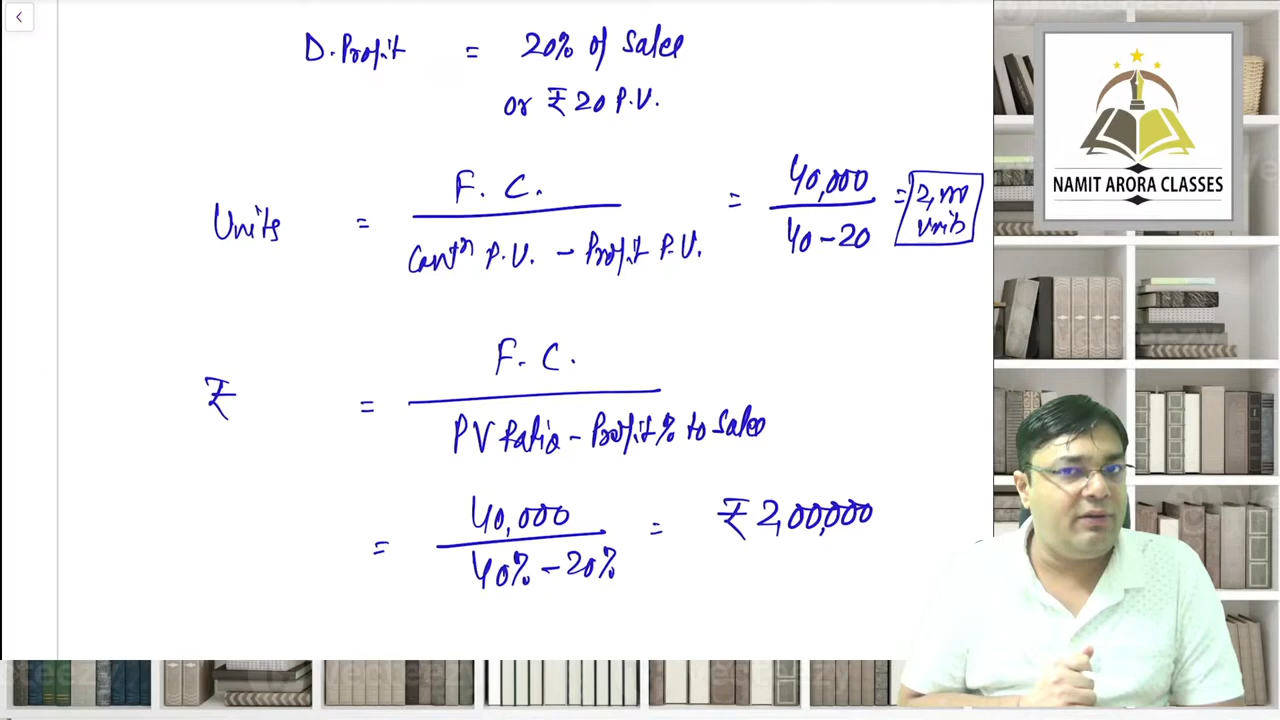 D. Profit = 20% of Sales
or ₹ 20 P.U.
Units = F. C. / Contⁿ P.U. – Profit P.U. = 40,000 / 40 – 20 = 2,000 Units
₹ = F. C. / PV Ratio – Profit % to Sales
= 40,000 / 40% – 20% = ₹ 2,00,000
NAMIT ARORA CLASSES